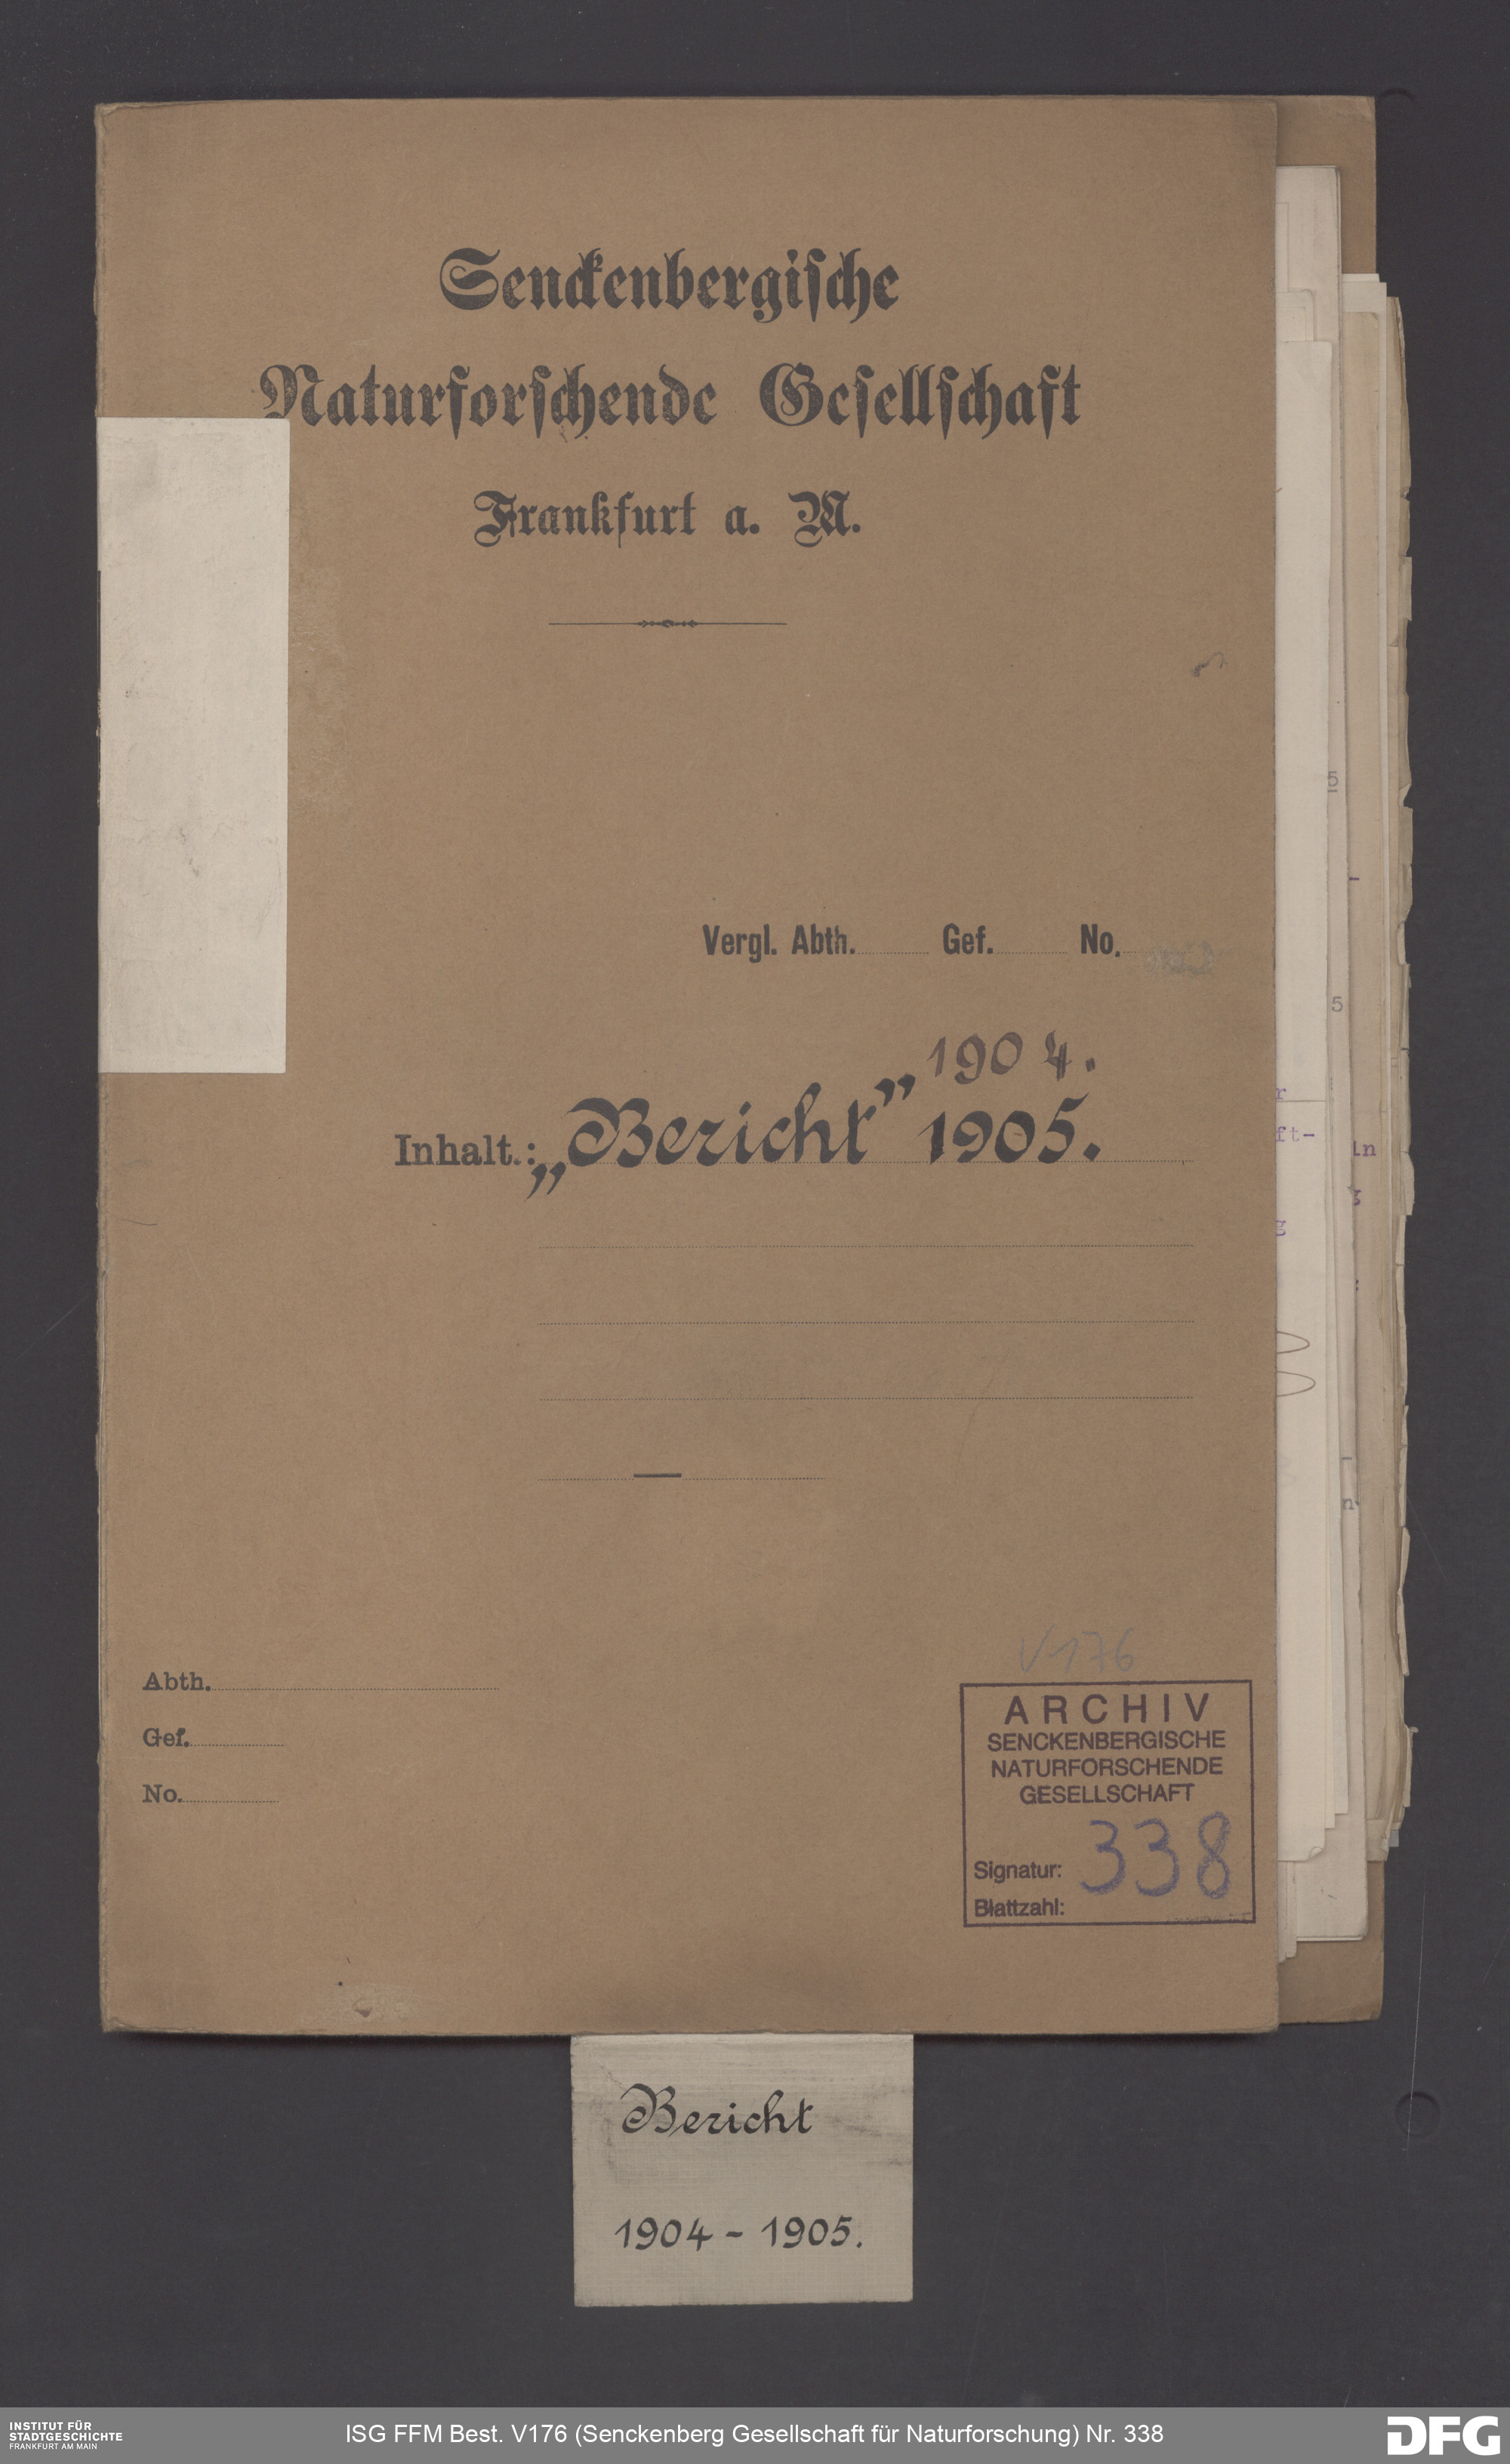 Senckenbergische
Naturforschende Gesellschaft
Frankfurt a. M.
Vergl. Abth. Gef. No.
1904.
Inhalt.: „Bericht” 1905.
Abth.
Gef.
No.
V 176
ARCHIV
SENCKENBERGISCHE
NATURFORSCHENDE
GESELLSCHAFT
Signatur: 338
Blattzahl:
Bericht
1904 - 1905.
INSTITUT FÜR
STADTGESCHICHTE
FRANKFURT AM MAIN
ISG FFM Best. V176 (Senckenberg Gesellschaft für Naturforschung) Nr. 338
DFG